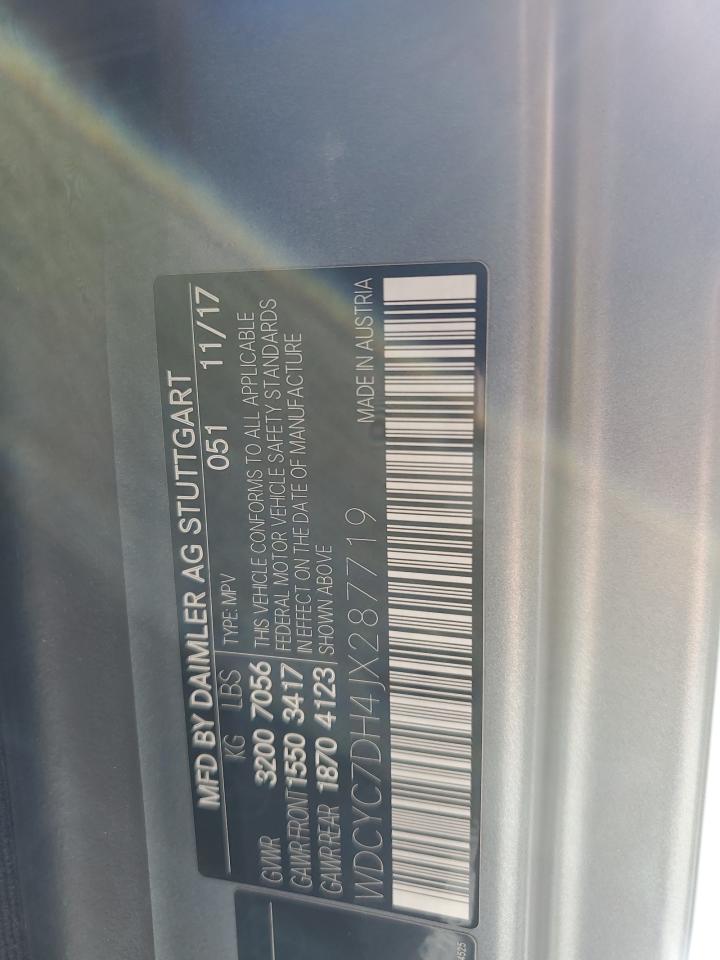 MFD BY DAIMLER AG STUTTGART
KG LBS TYPE: MPV 051 11/17
GVWR 3200 7056 THIS VEHICLE CONFORMS TO ALL APPLICABLE
GAWR FRONT 1550 3417 FEDERAL MOTOR VEHICLE SAFETY STANDARDS
IN EFFECT ON THE DATE OF MANUFACTURE
GAWR REAR 1870 4123 SHOWN ABOVE
WDCYC7DH4JX287719 MADE IN AUSTRIA
4525